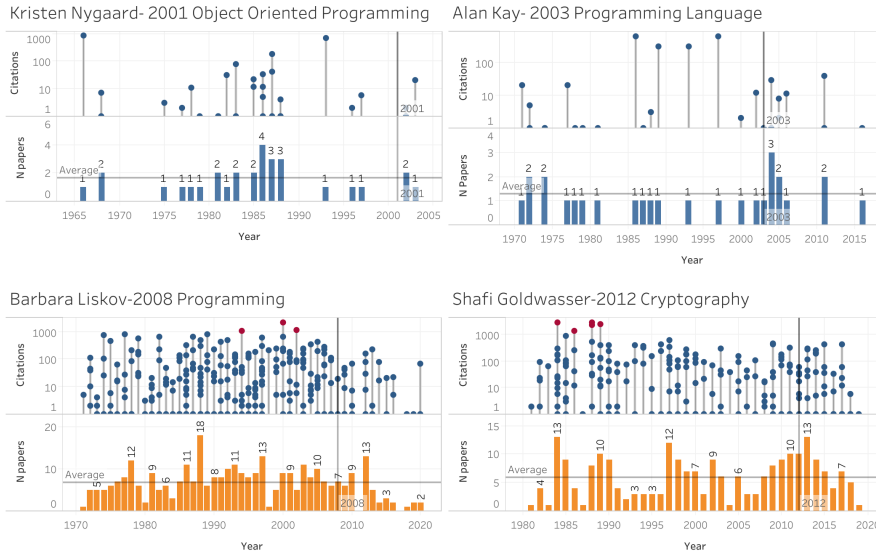 Kristen Nygaard- 2001 Object Oriented Programming
Citations
1000
100
10
1
2001
N papers
6
4
2
0
Average
1 2 1 1 1 2 1 2 2 4 3 3 1 1 1 2 1
2001
1965 1970 1975 1980 1985 1990 1995 2000 2005
Year
Alan Kay- 2003 Programming Language
Citations
100
10
1
2003
N Papers
4
3
2
1
0
Average
1 2 2 1 1 1 1 1 1 1 1 1 1 1 1 1 3 2 1 2 1
2003
1970 1975 1980 1985 1990 1995 2000 2005 2010 2015
Year
Barbara Liskov-2008 Programming
Citations
1000
100
10
1
N papers
20
10
0
Average
5 12 9 6 11 18 8 11 13 9 10 7 9 13 3 2
2008
1970 1980 1990 2000 2010 2020
Year
Shafi Goldwasser-2012 Cryptography
Citations
1000
100
10
1
N papers
15
10
5
0
Average
4 13 10 3 3 12 7 9 6 10 13 7
2012
1980 1985 1990 1995 2000 2005 2010 2015 2020
Year